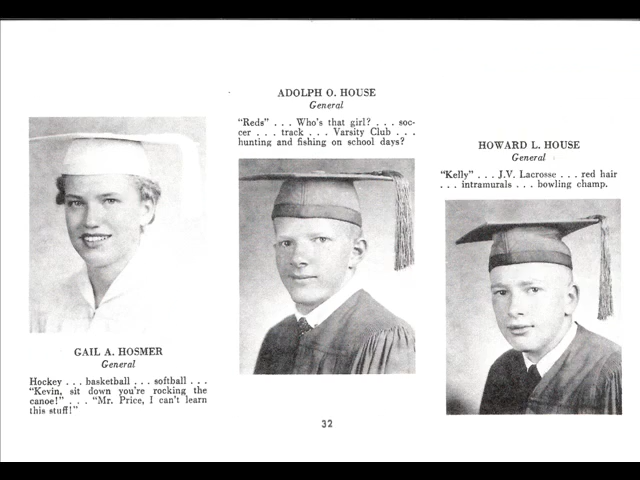 GAIL A. HOSMER
General
Hockey . . . basketball . . . softball . . .
"Kevin, sit down you're rocking the
canoe!" . . . "Mr. Price, I can't learn
this stuff!"
ADOLPH O. HOUSE
General
"Reds" . . . Who's that girl? . . . soc-
cer . . . track . . . Varsity Club . . .
hunting and fishing on school days?
HOWARD L. HOUSE
General
"Kelly" . . . J.V. Lacrosse . . . red hair
. . . intramurals . . . bowling champ.
32